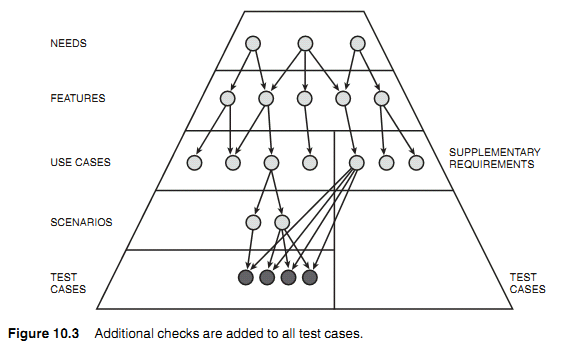 NEEDS
FEATURES
USE CASES
SUPPLEMENTARY
REQUIREMENTS
SCENARIOS
TEST
CASES
TEST
CASES
Figure 10.3 Additional checks are added to all test cases.